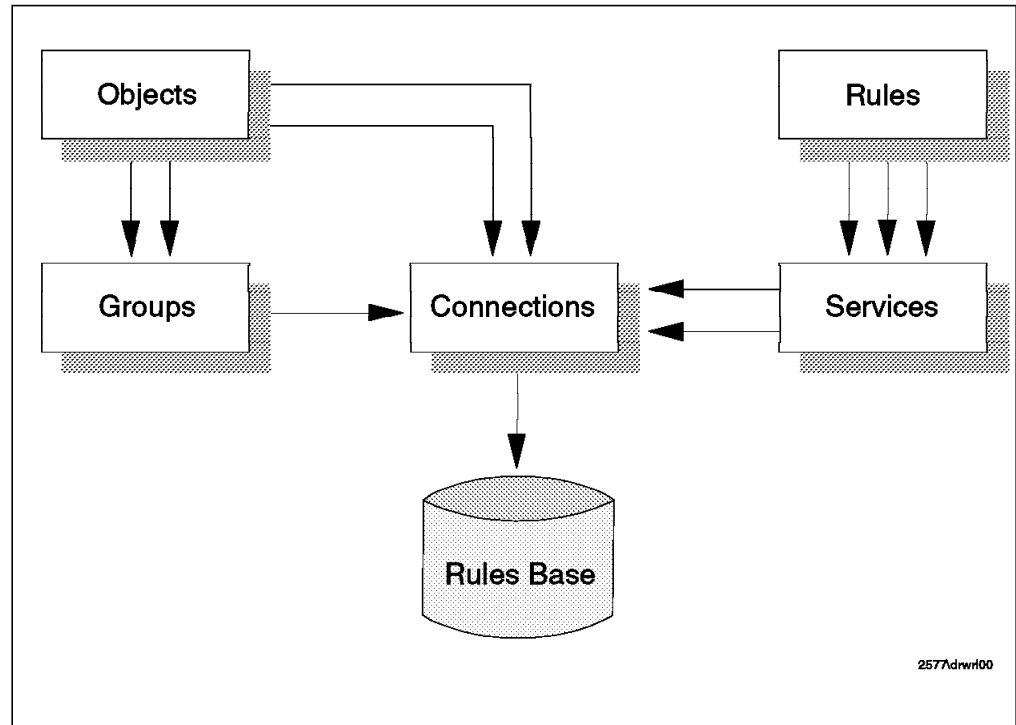 Objects
Rules
Groups
Connections
Services
Rules Base
2577\drwrl00